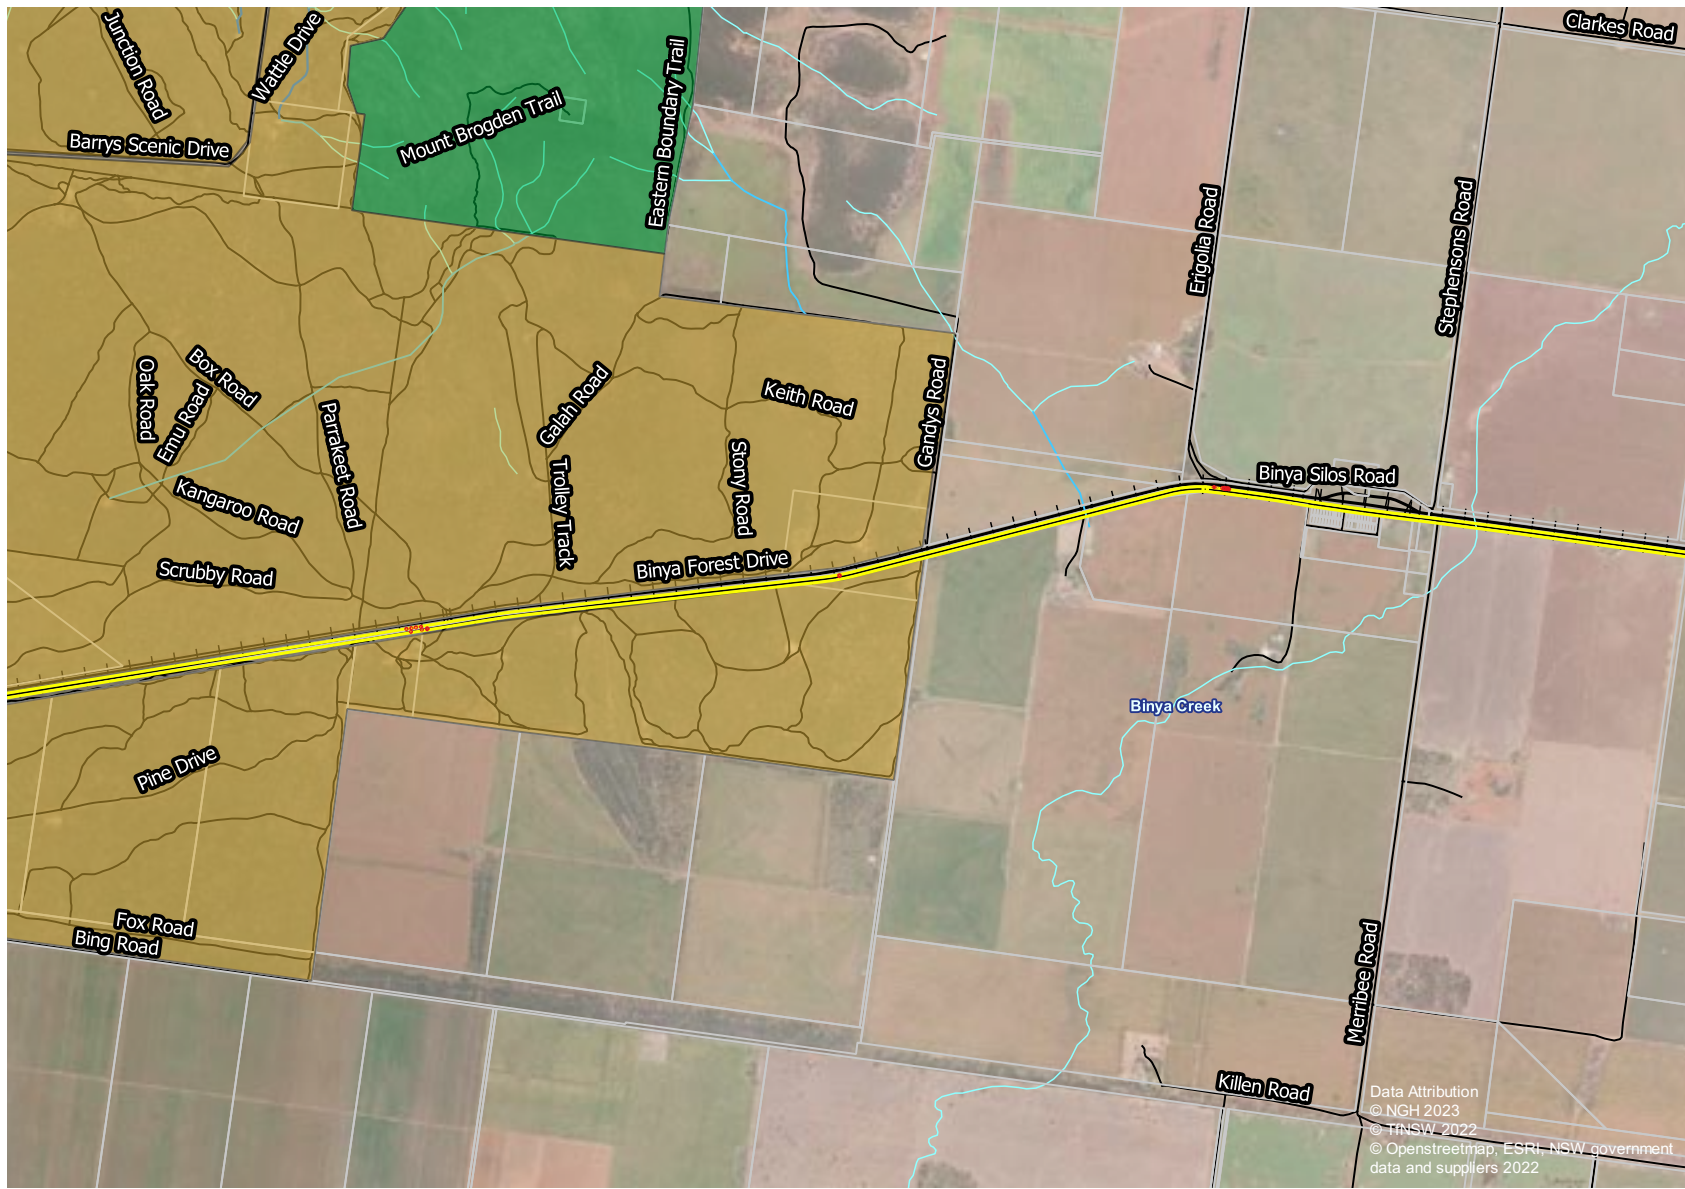 Junction Road
Wattle Drive
Clarkes Road
Barrys Scenic Drive
Mount Brogden Trail
Eastern Boundary Trail
Erigolia Road
Stephensons Road
Oak Road
Box Road
Emu Road
Parrakeet Road
Galah Road
Keith Road
Gandys Road
Kangaroo Road
Trolley Track
Stony Road
Binya Silos Road
Scrubby Road
Binya Forest Drive
Binya Creek
Pine Drive
Fox Road
Bing Road
Merribee Road
Killen Road
Data Attribution
© NGH 2023
© TfNSW 2022
© Openstreetmap, ESRI, NSW government
data and suppliers 2022